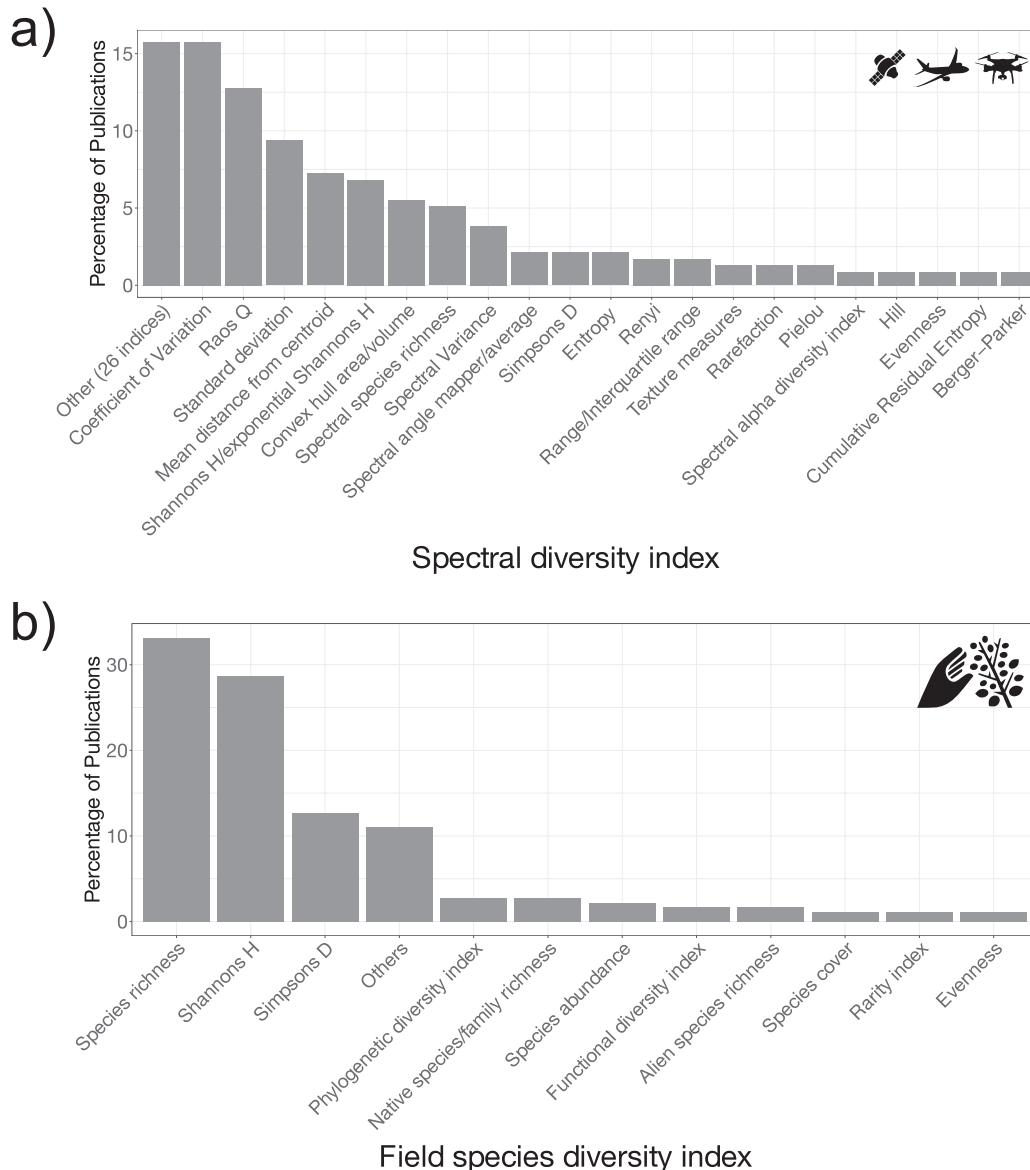 a)
Percentage of Publications
15
10
5
0
Other (26 indices)
Coefficient of Variation
Raos Q
Standard deviation
Mean distance from centroid
Shannons H/exponential Shannons H
Convex hull area/volume
Spectral species richness
Spectral Variance
Spectral angle mapper/average
Simpsons D
Entropy
Renyi
Range/Interquartile range
Texture measures
Rarefaction
Pielou
Spectral alpha diversity index
Hill
Evenness
Cumulative Residual Entropy
Berger–Parker
Spectral diversity index
b)
Percentage of Publications
30
20
10
0
Species richness
Shannons H
Simpsons D
Others
Phylogenetic diversity index
Native species/family richness
Species abundance
Functional diversity index
Alien species richness
Species cover
Rarity index
Evenness
Field species diversity index